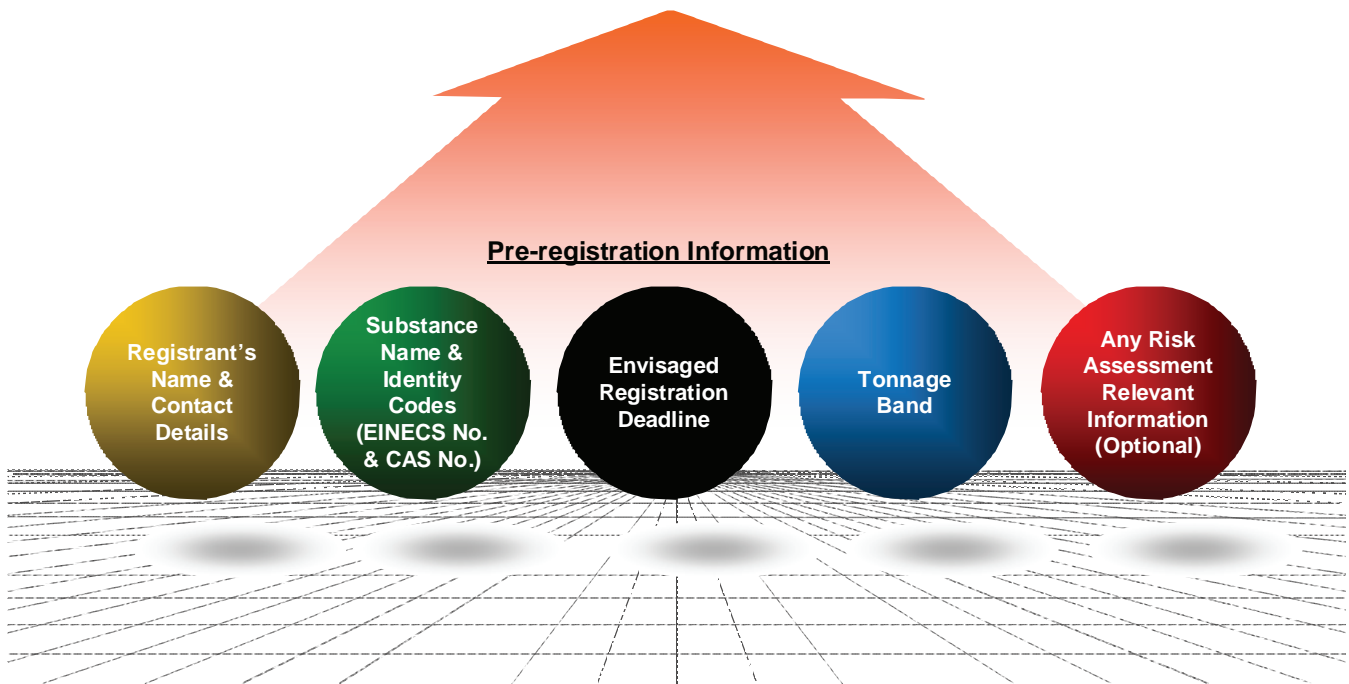 Pre-registration Information
Registrant’s
Name &
Contact
Details
Substance
Name &
Identity
Codes
(EINECS No.
& CAS No.)
Envisaged
Registration
Deadline
Tonnage
Band
Any Risk
Assessment
Relevant
Information
(Optional)